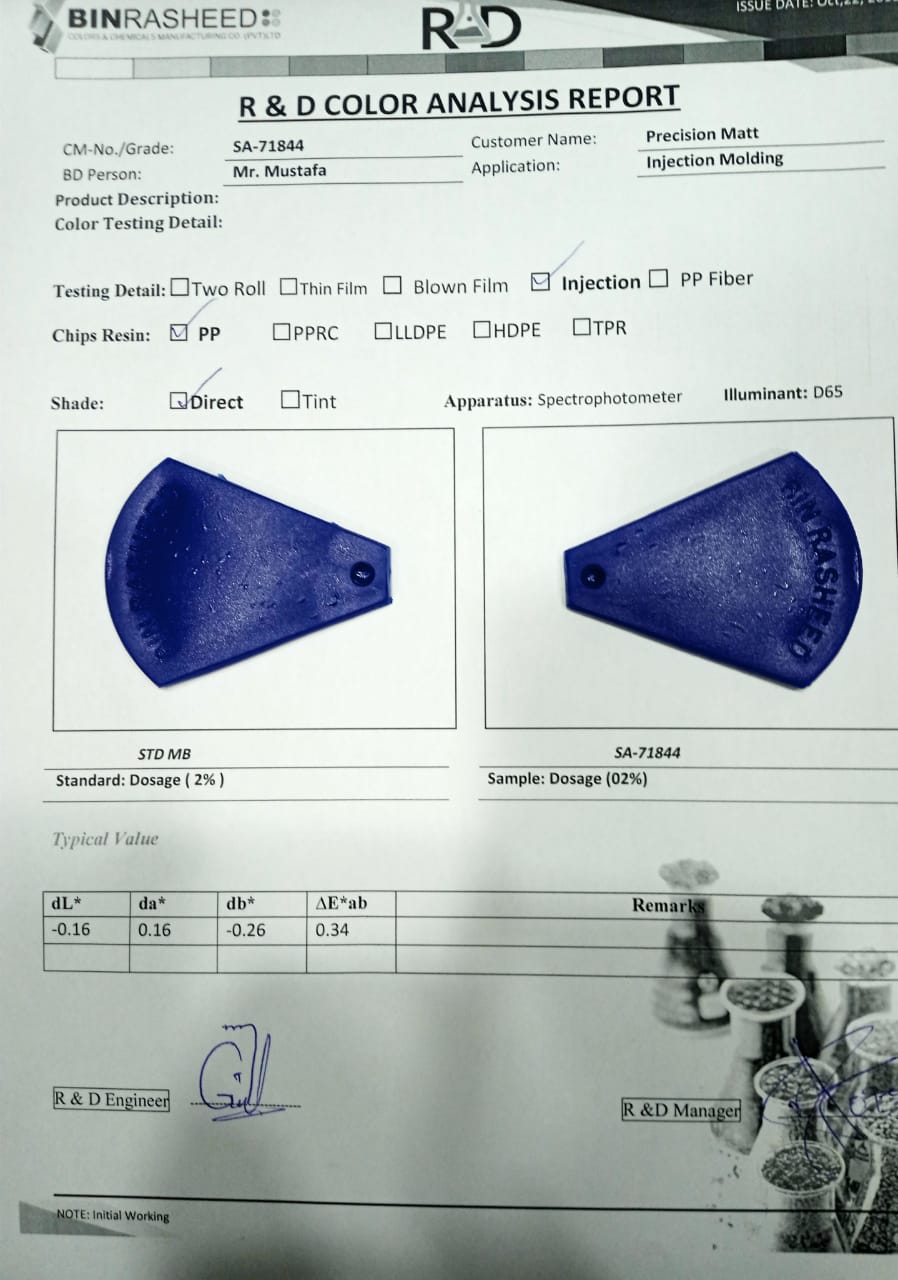 BINRASHEED
COLORS & CHEMICALS MANUFACTURING CO. (PVT)LTD
R D
ISSUE DATE: Oct,22,
R & D COLOR ANALYSIS REPORT
CM-No./Grade: SA-71844 Customer Name: Precision Matt
BD Person: Mr. Mustafa Application: Injection Molding
Product Description:
Color Testing Detail:
Testing Detail: Two Roll Thin Film Blown Film Injection PP Fiber
Chips Resin: PP PPRC LLDPE HDPE TPR
Shade: Direct Tint Apparatus: Spectrophotometer Illuminant: D65
BIN RASHEED
STD MB SA-71844
Standard: Dosage ( 2% ) Sample: Dosage (02%)
Typical Value
dL* da* db* ΔE*ab Remarks
-0.16 0.16 -0.26 0.34
R & D Engineer
R &D Manager
NOTE: Initial Working